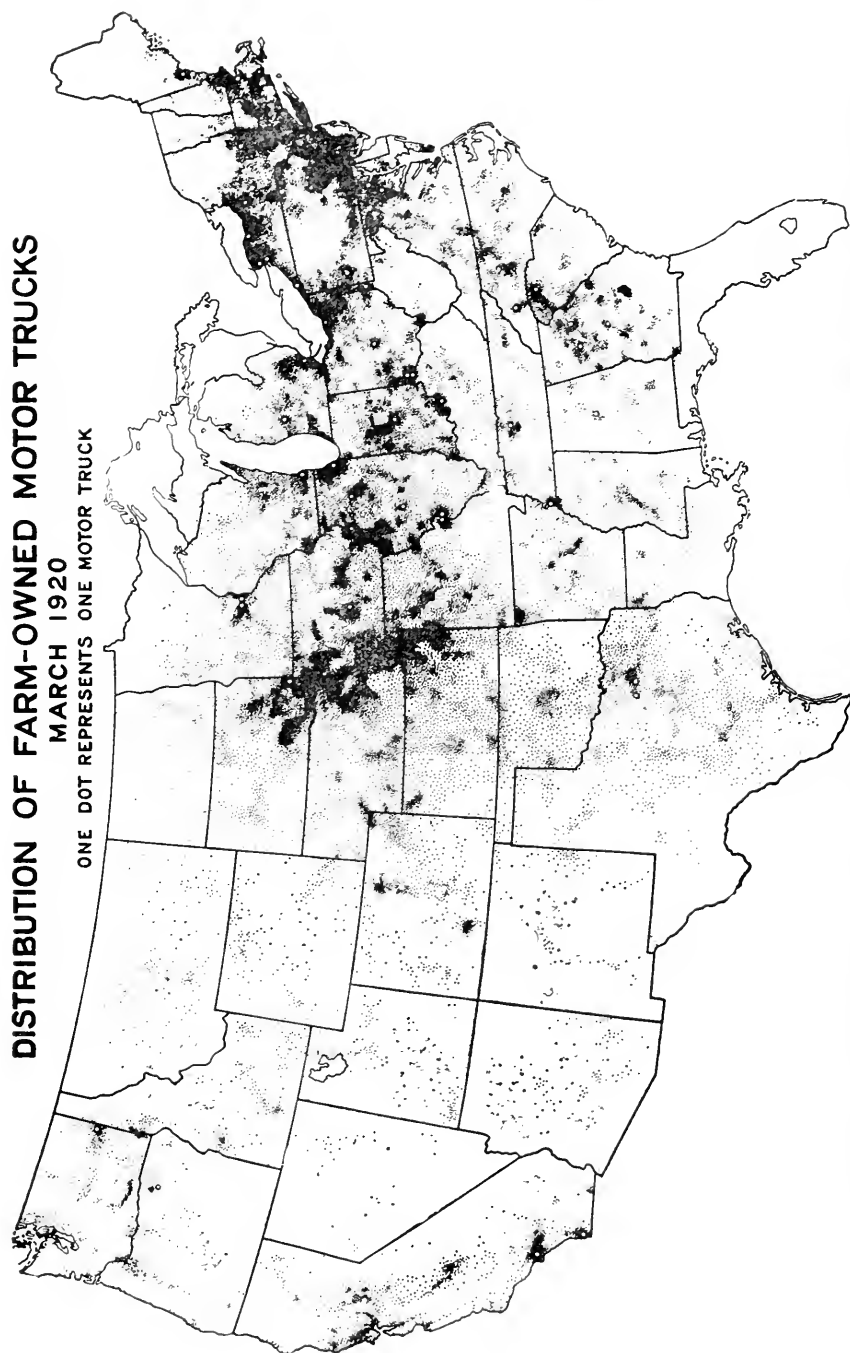 DISTRIBUTION OF FARM-OWNED MOTOR TRUCKS
MARCH 1920
ONE DOT REPRESENTS ONE MOTOR TRUCK